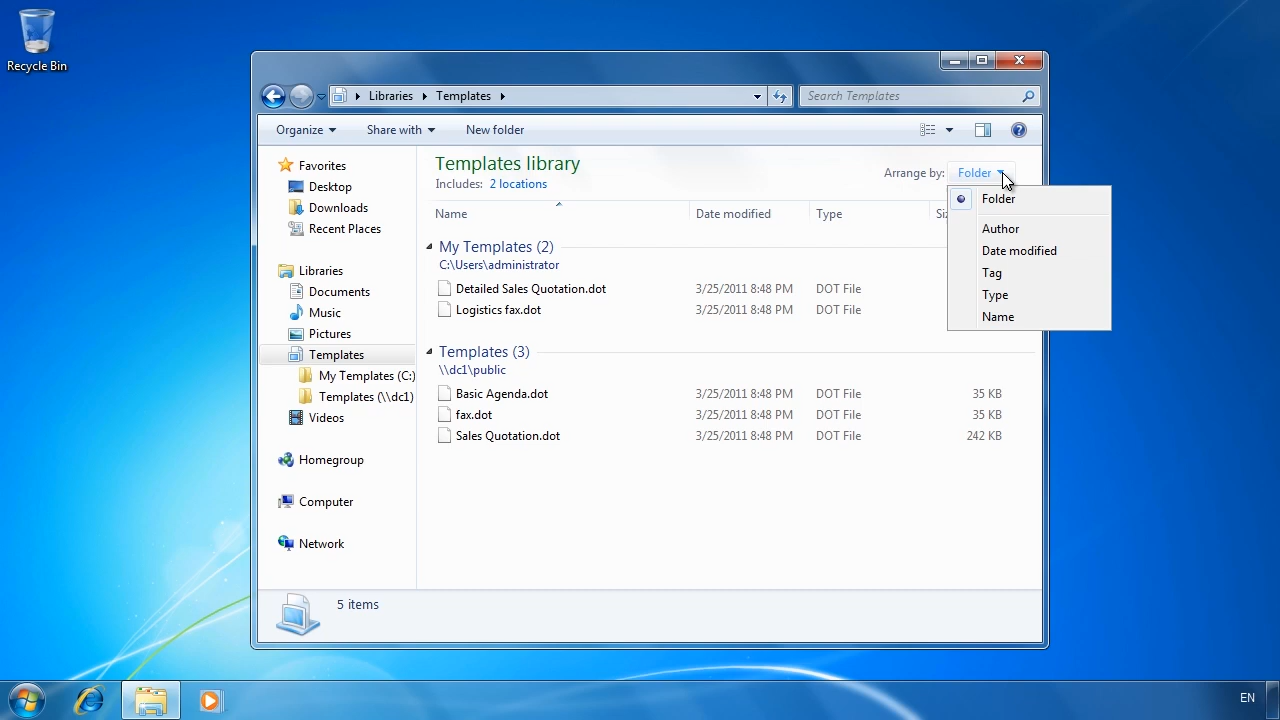 Recycle Bin
Libraries Templates
Search Templates
Organize Share with New folder
Favorites
Desktop
Downloads
Recent Places
Libraries
Documents
Music
Pictures
Templates
My Templates (C:)
Templates (\\dc1)
Videos
Homegroup
Computer
Network
Templates library
Includes: 2 locations
Arrange by: Folder
Name Date modified Type
My Templates (2)
C:\Users\administrator
Detailed Sales Quotation.dot 3/25/2011 8:48 PM DOT File
Logistics fax.dot 3/25/2011 8:48 PM DOT File
Templates (3)
\\dc1\public
Basic Agenda.dot 3/25/2011 8:48 PM DOT File 35 KB
fax.dot 3/25/2011 8:48 PM DOT File 35 KB
Sales Quotation.dot 3/25/2011 8:48 PM DOT File 242 KB
Folder
Author
Date modified
Tag
Type
Name
5 items
EN